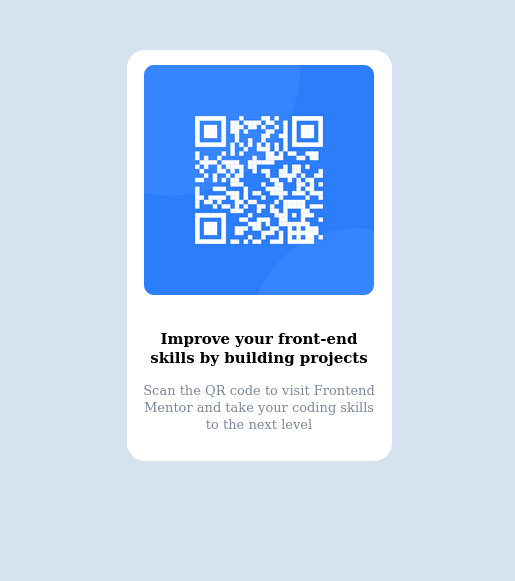 Improve your front-end
skills by building projects
Scan the QR code to visit Frontend
Mentor and take your coding skills
to the next level